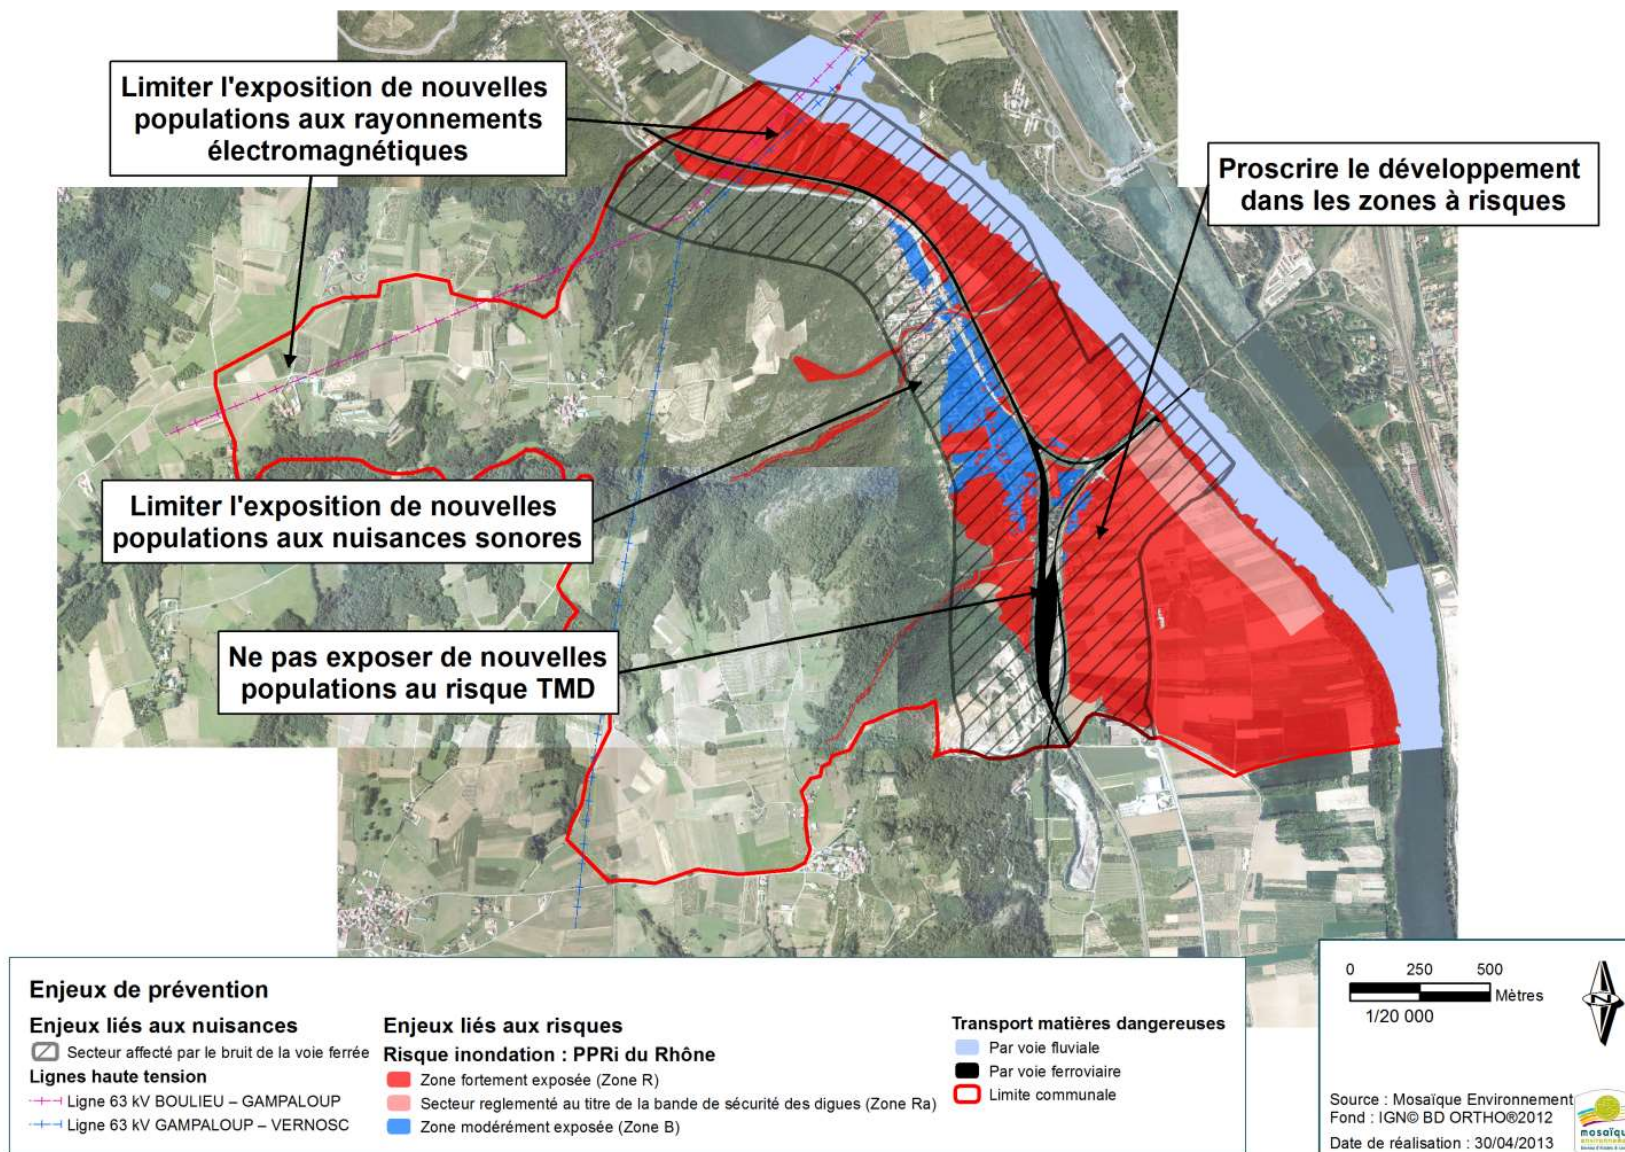 Limiter l'exposition de nouvelles
populations aux rayonnements
électromagnétiques
Proscrire le développement
dans les zones à risques
Limiter l'exposition de nouvelles
populations aux nuisances sonores
Ne pas exposer de nouvelles
populations au risque TMD
Enjeux de prévention
Enjeux liés aux nuisances
Secteur affecté par le bruit de la voie ferrée
Lignes haute tension
Ligne 63 kV BOULIEU – GAMPALOUP
Ligne 63 kV GAMPALOUP – VERNOSC
Enjeux liés aux risques
Risque inondation : PPRi du Rhône
Zone fortement exposée (Zone R)
Secteur reglementé au titre de la bande de sécurité des digues (Zone Ra)
Zone modérément exposée (Zone B)
Transport matières dangereuses
Par voie fluviale
Par voie ferroviaire
Limite communale
0 250 500
Mètres
1/20 000
N
Source : Mosaïque Environnement
Fond : IGN© BD ORTHO®2012
Date de réalisation : 30/04/2013
mosaïque
environnement